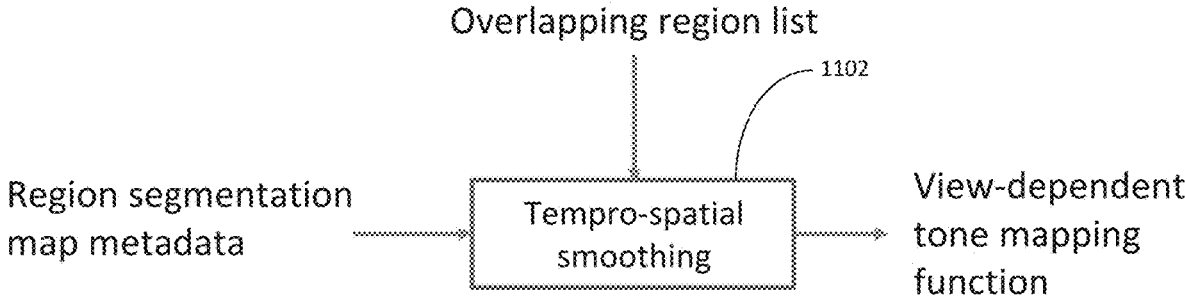 Overlapping region list
1102
Region segmentation
map metadata
Tempro-spatial
smoothing
View-dependent
tone mapping
function